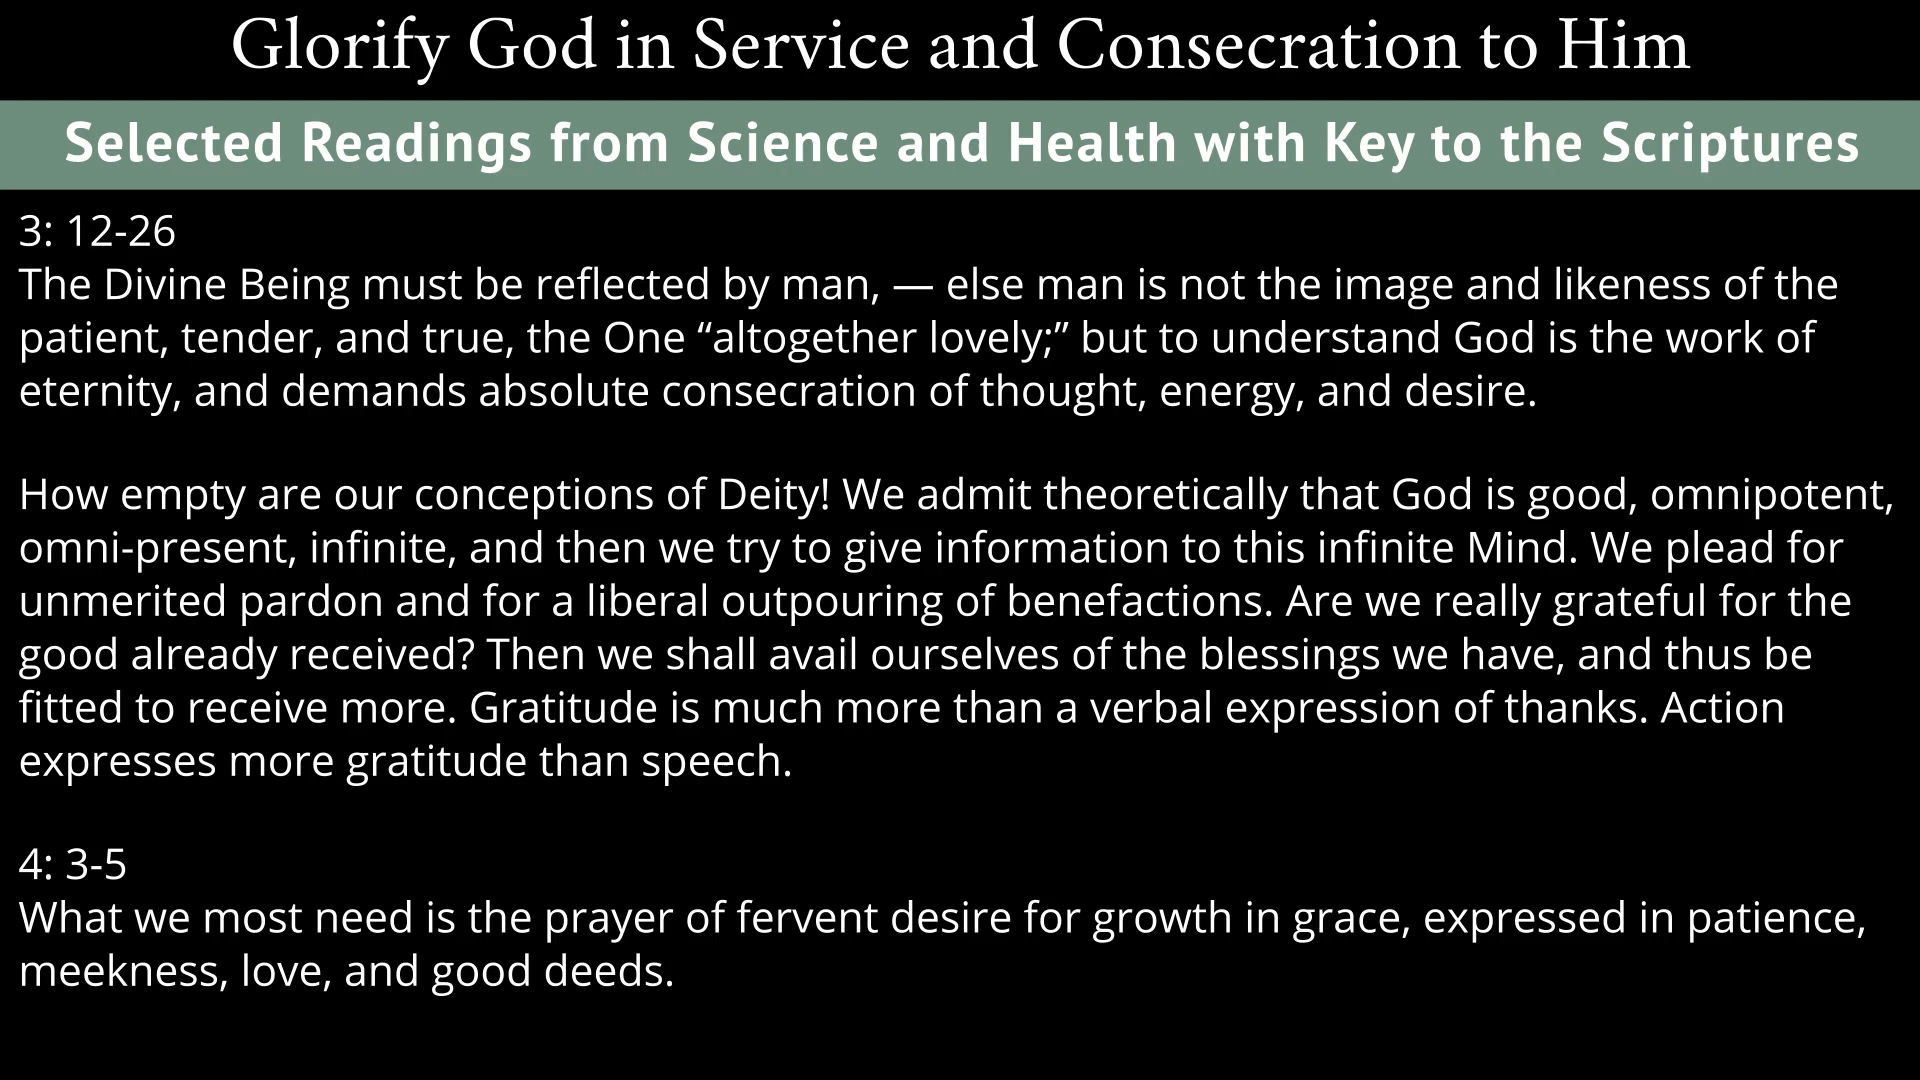 Glorify God in Service and Consecration to Him
Selected Readings from Science and Health with Key to the Scriptures
3: 12-26
The Divine Being must be reflected by man, — else man is not the image and likeness of the
patient, tender, and true, the One “altogether lovely;” but to understand God is the work of
eternity, and demands absolute consecration of thought, energy, and desire.
How empty are our conceptions of Deity! We admit theoretically that God is good, omnipotent,
omni-present, infinite, and then we try to give information to this infinite Mind. We plead for
unmerited pardon and for a liberal outpouring of benefactions. Are we really grateful for the
good already received? Then we shall avail ourselves of the blessings we have, and thus be
fitted to receive more. Gratitude is much more than a verbal expression of thanks. Action
expresses more gratitude than speech.
4: 3-5
What we most need is the prayer of fervent desire for growth in grace, expressed in patience,
meekness, love, and good deeds.